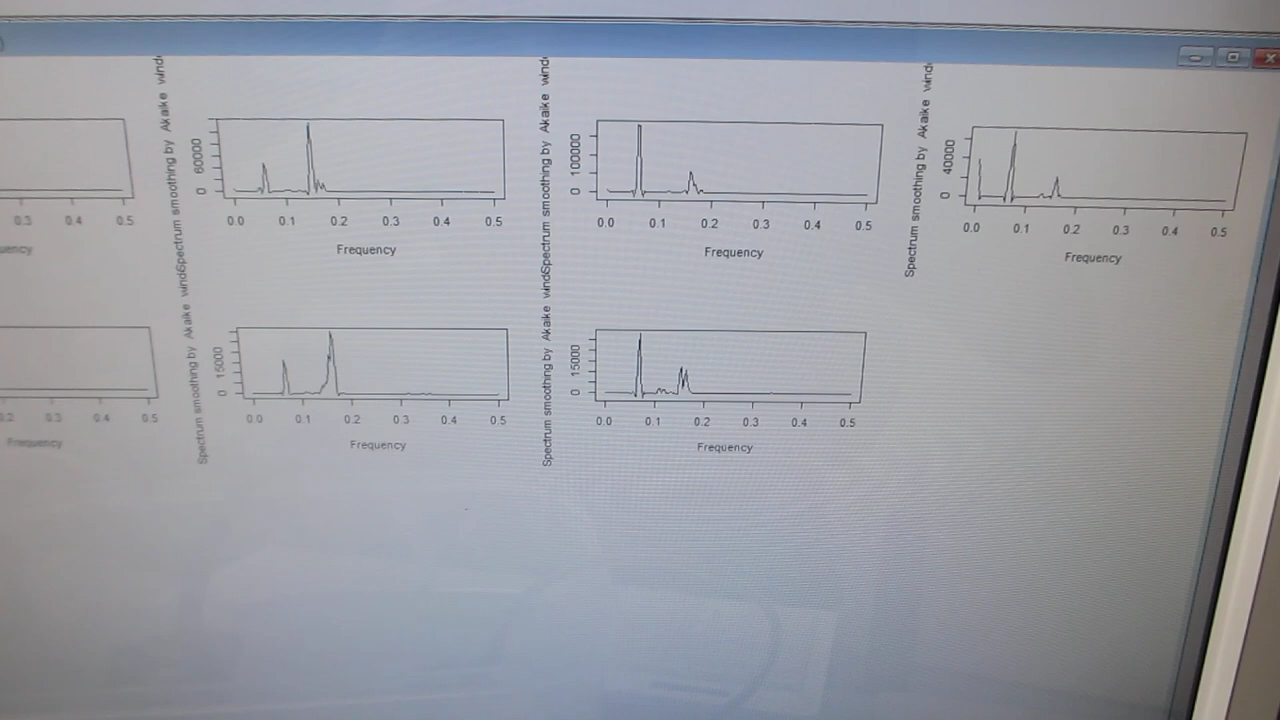 Spectrum smoothing by Akaike wind
60000
0
0.3 0.4 0.5
0.0 0.1 0.2 0.3 0.4 0.5
uency
Frequency
Spectrum smoothing by Akaike wind
100000
0
0.0 0.1 0.2 0.3 0.4 0.5
Frequency
Spectrum smoothing by Akaike wind
40000
0
0.0 0.1 0.2 0.3 0.4 0.5
Frequency
0.2 0.3 0.4 0.5
Frequency
Spectrum smoothing by Akaike wind
15000
0
0.0 0.1 0.2 0.3 0.4 0.5
Frequency
Spectrum smoothing by Akaike wind
15000
0
0.0 0.1 0.2 0.3 0.4 0.5
Frequency